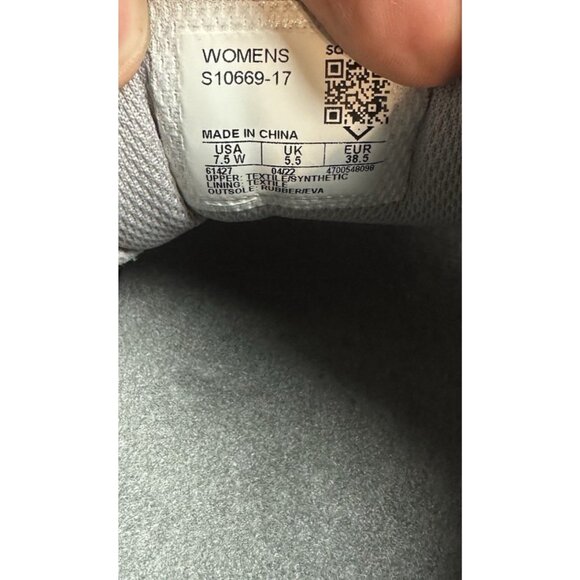 WOMENS
S10669-17
MADE IN CHINA
USA UK EUR
7.5 W 5.5 38.5
61427 04/22 4700548096
UPPER: TEXTILE/SYNTHETIC
LINING: TEXTILE
OUTSOLE: RUBBER/EVA